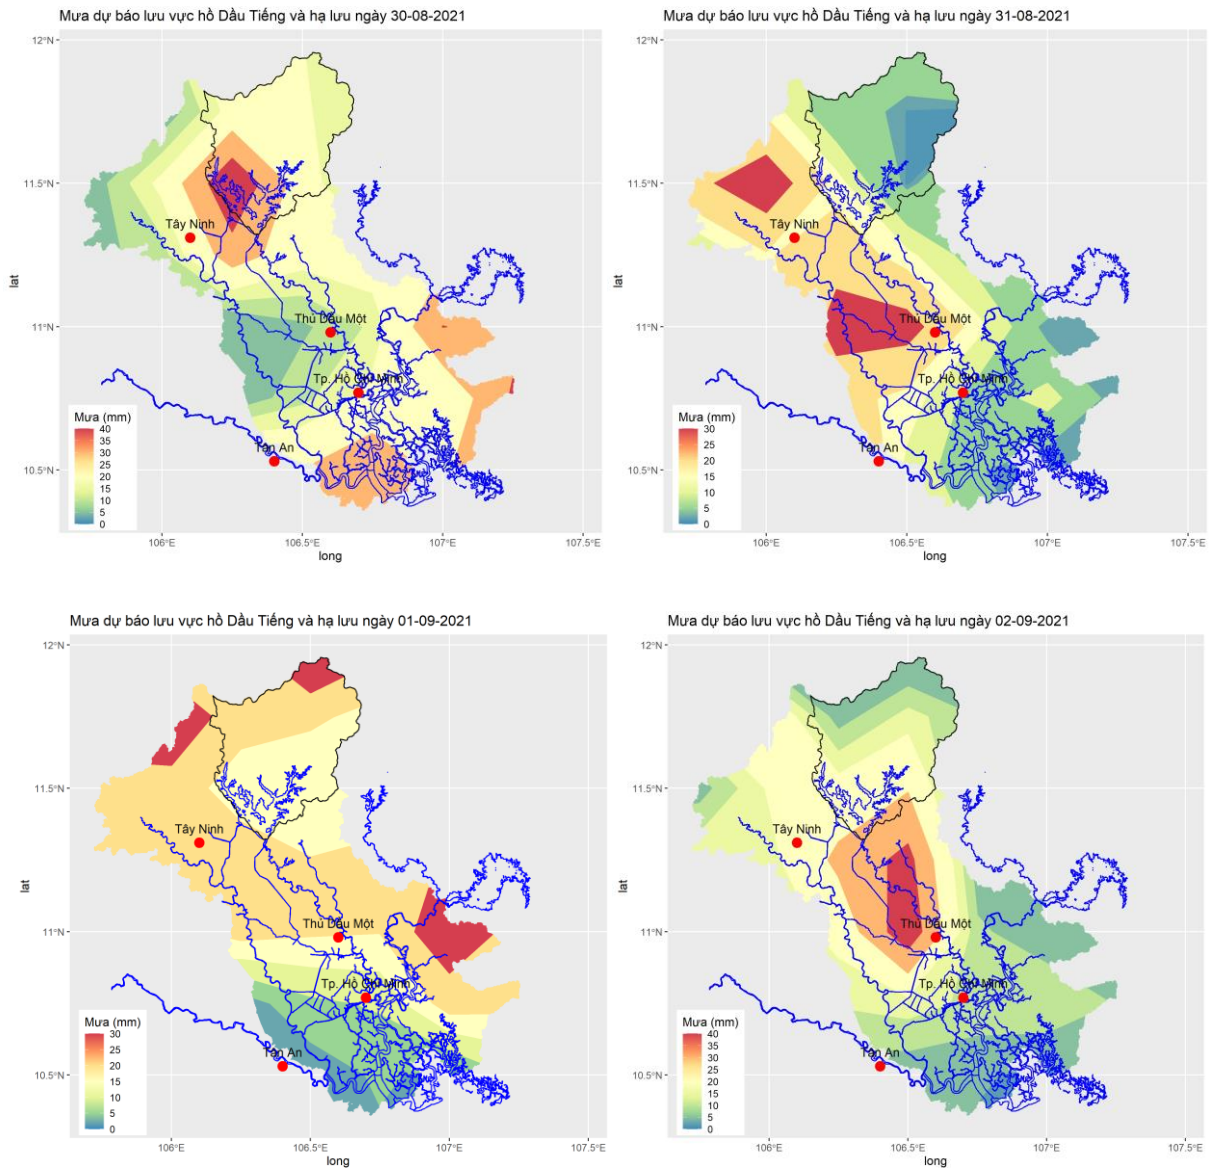 Mưa dự báo lưu vực hồ Dầu Tiếng và hạ lưu ngày 30-08-2021
12°N
11.5°N
11°N
10.5°N
lat
Tây Ninh
Thủ Dầu Một
Tp. Hồ Chí Minh
Tân An
Mưa (mm)
40
35
30
25
20
15
10
5
0
106°E
106.5°E
107°E
107.5°E
long
Mưa dự báo lưu vực hồ Dầu Tiếng và hạ lưu ngày 31-08-2021
12°N
11.5°N
11°N
10.5°N
lat
Tây Ninh
Thủ Dầu Một
Tp. Hồ Chí Minh
Tân An
Mưa (mm)
30
25
20
15
10
5
0
106°E
106.5°E
107°E
107.5°E
long
Mưa dự báo lưu vực hồ Dầu Tiếng và hạ lưu ngày 01-09-2021
12°N
11.5°N
11°N
10.5°N
lat
Tây Ninh
Thủ Dầu Một
Tp. Hồ Chí Minh
Tân An
Mưa (mm)
30
25
20
15
10
5
0
106°E
106.5°E
107°E
107.5°E
long
Mưa dự báo lưu vực hồ Dầu Tiếng và hạ lưu ngày 02-09-2021
12°N
11.5°N
11°N
10.5°N
lat
Tây Ninh
Thủ Dầu Một
Tp. Hồ Chí Minh
Tân An
Mưa (mm)
40
35
30
25
20
15
10
5
0
106°E
106.5°E
107°E
107.5°E
long